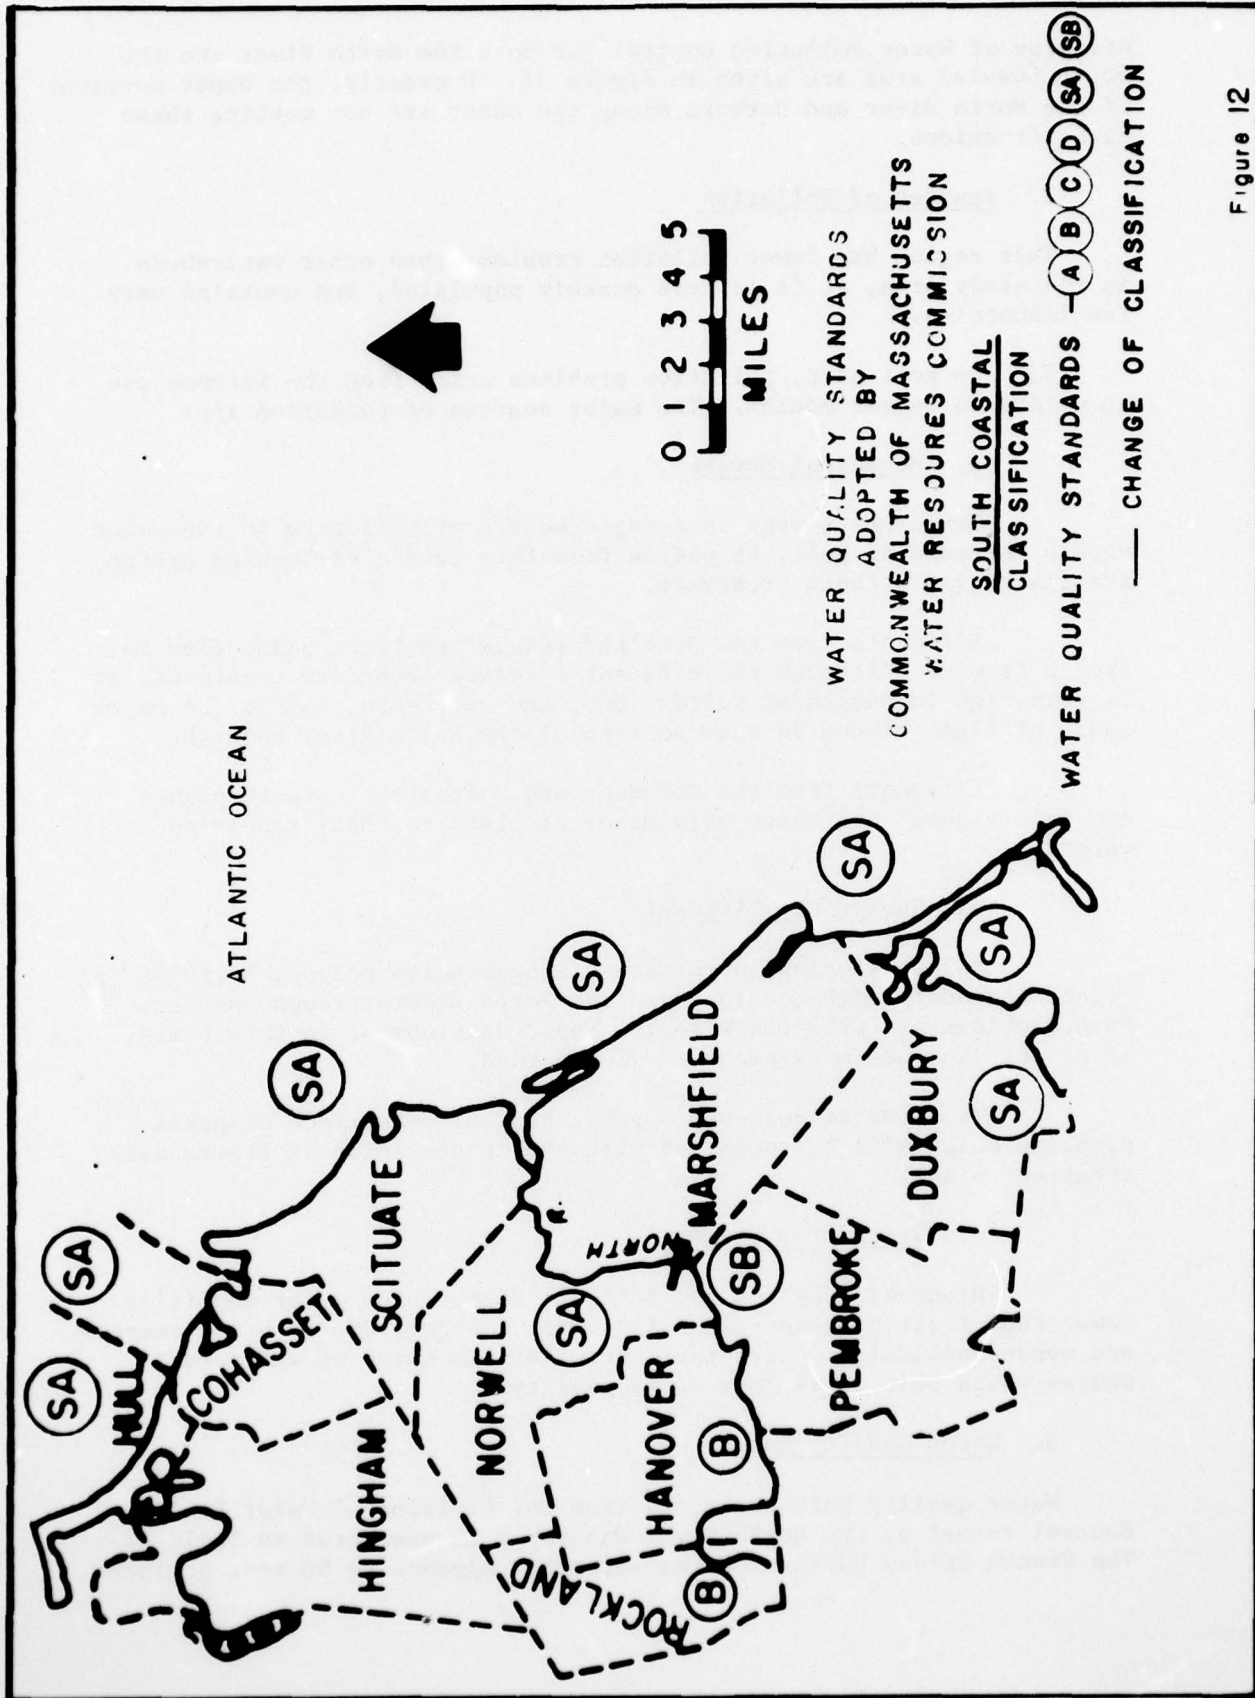 ATLANTIC OCEAN
SA
SA
SA
SA
SA
SA
SA
SA
SB
B
B
HULL
COHASSET
SCITUATE
HINGHAM
NORWELL
ROCKLAND
HANOVER
NORTH
R.
MARSHFIELD
PEMBROKE
DUXBURY
0 1 2 3 4 5
MILES
WATER QUALITY STANDARDS
ADOPTED BY
COMMONWEALTH OF MASSACHUSETTS
WATER RESOURES COMMISSION
SOUTH COASTAL
CLASSIFICATION
WATER QUALITY STANDARDS A B C D SA SB
CHANGE OF CLASSIFICATION
Figure 12